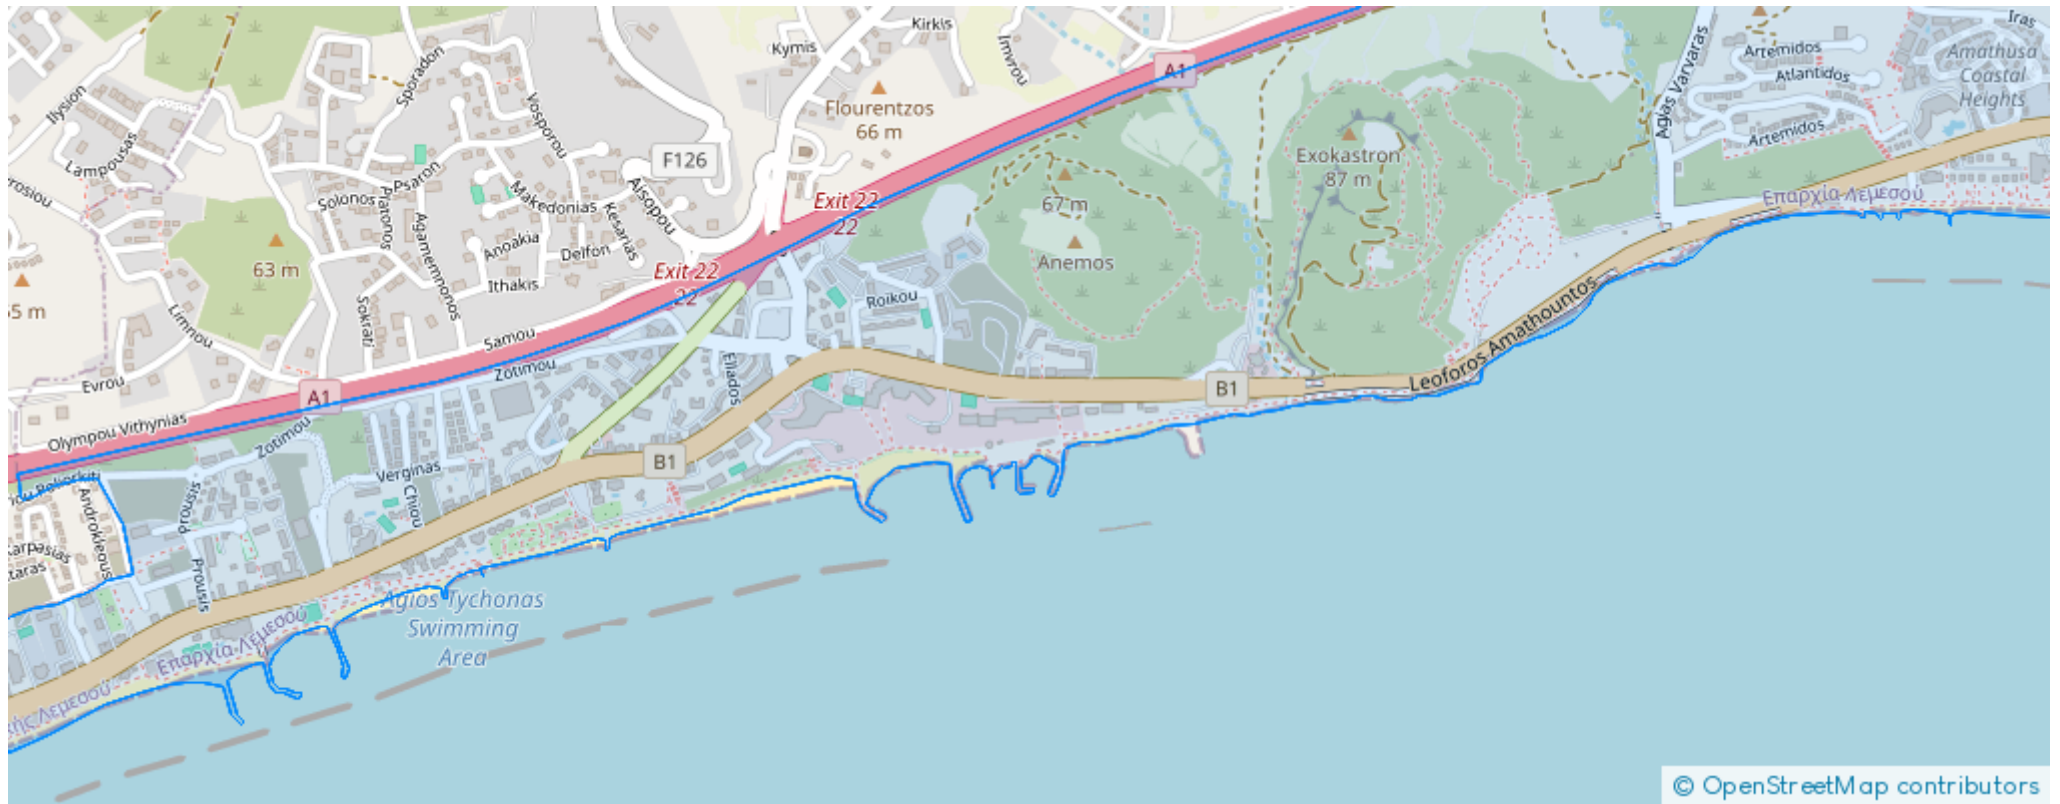 Kirkis
Kymis
Imvrou
A1
Iras
Artemidos
Amathusa
Coastal
Heights
Atlantidos
Agias Varvaras
Artemidos
Ilysion
Sporadon
Vosporou
Flourentzos
66 m
Lampousas
F126
Exokastron
87 m
Psaron
Makedonias
Aisopou
Solonos
Patonos
Agamemnonos
Kesarias
Exit 22
22
67 m
Επαρχία Λεμεσού
Anoakia
Delfon
Anemos
63 m
Exit 22
22
Ithakis
Roikou
5 m
Limnou
Sokrati
Samou
Leoforos Amathountos
Zotimou
Ellados
B1
Evrou
A1
Olympou Vithynias
Zotimou
B1
Verginas
Chiou
Prousis
Androkleous
Karpasias
taras
Prousis
Agios Tychonas
Swimming
Area
Επαρχία Λεμεσού
Λεμεσού
© OpenStreetMap contributors